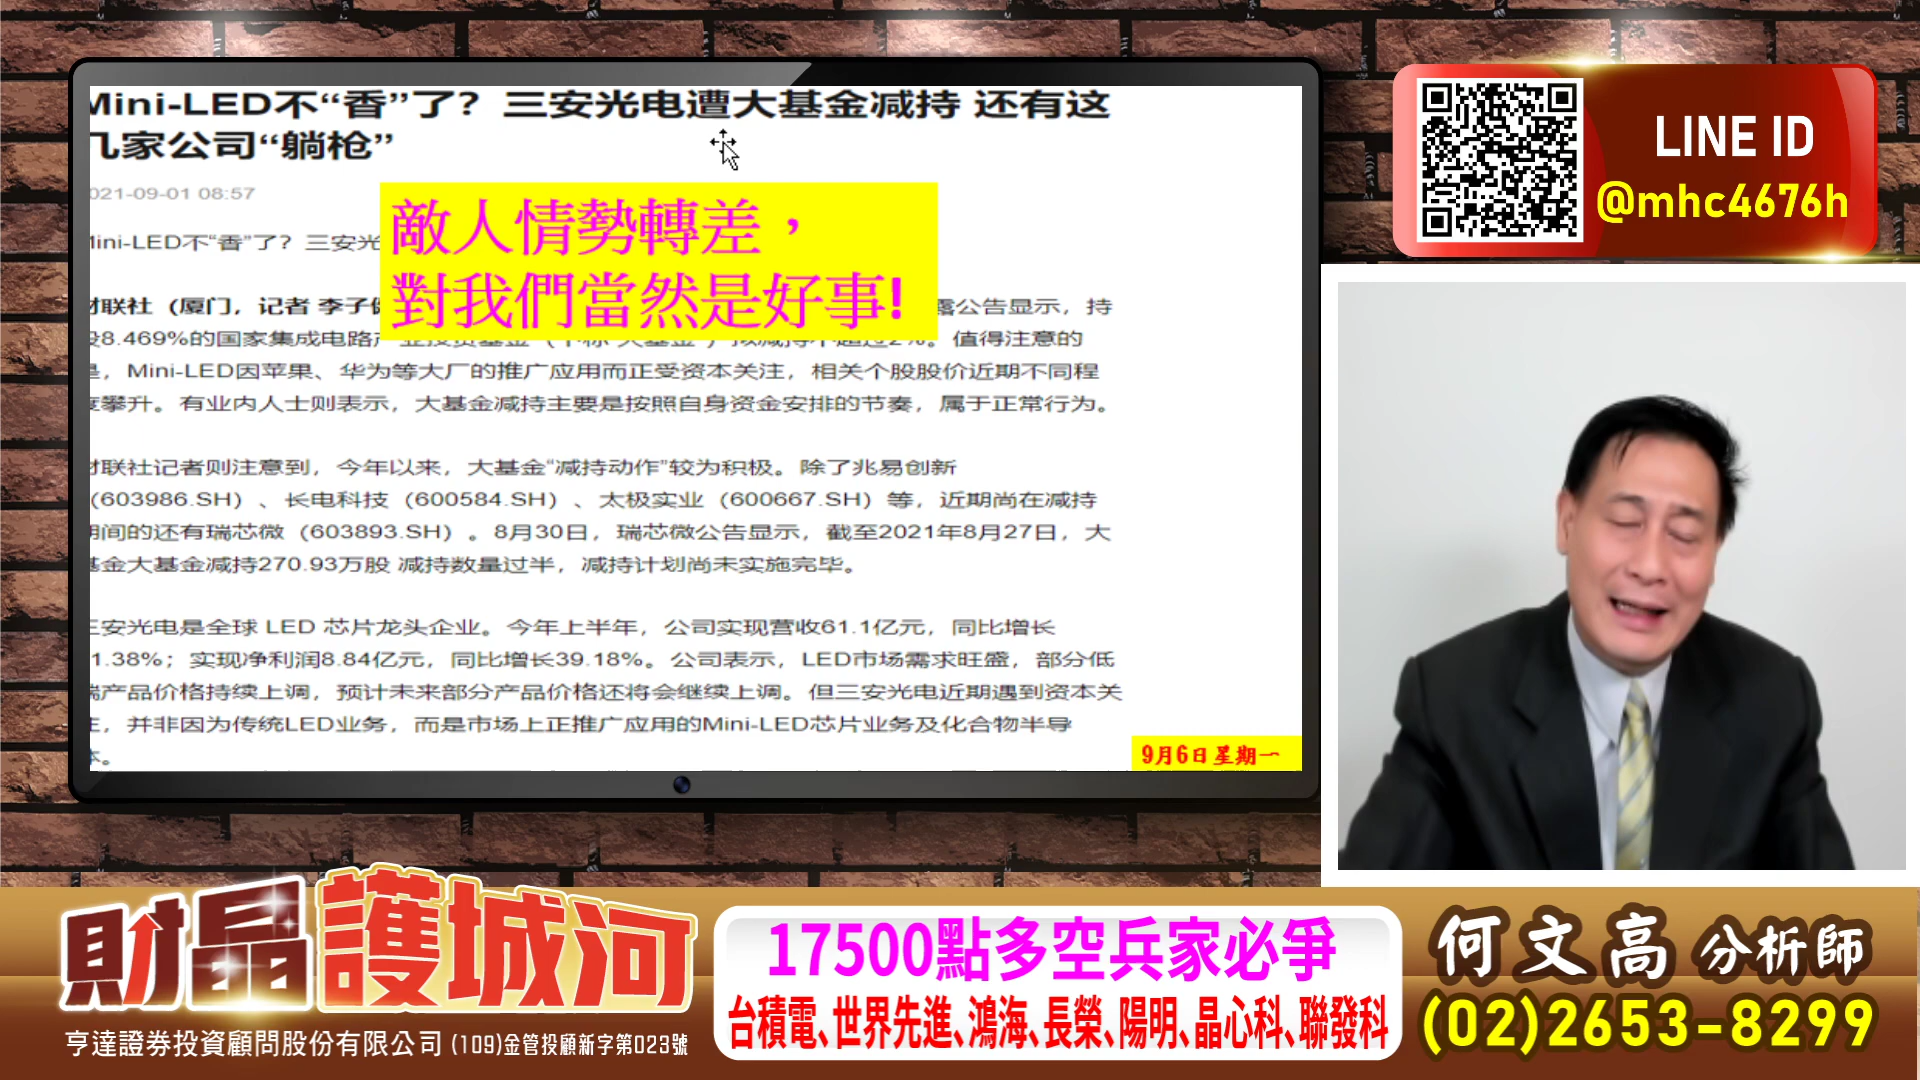 Mini-LED不“香”了？三安光电遭大基金减持 还有这
几家公司“躺枪”
021-09-01 08:57
敵人情勢轉差，
對我們當然是好事!
Mini-LED不“香”了？三安光
财联社（厦门，记者 李子健
露公告显示，持
股8.469%的国家集成电路产业投资基金（下称“大基金”）拟减持不超过2%。值得注意的
是，Mini-LED因苹果、华为等大厂的推广应用而正受资本关注，相关个股股价近期不同程
度攀升。有业内人士则表示，大基金减持主要是按照自身资金安排的节奏，属于正常行为。
财联社记者则注意到，今年以来，大基金“减持动作”较为积极。除了兆易创新
（603986.SH）、长电科技（600584.SH）、太极实业（600667.SH）等，近期尚在减持
期间的还有瑞芯微（603893.SH）。8月30日，瑞芯微公告显示，截至2021年8月27日，大
基金大基金减持270.93万股 减持数量过半，减持计划尚未实施完毕。
三安光电是全球 LED 芯片龙头企业。今年上半年，公司实现营收61.1亿元，同比增长
1.38%；实现净利润8.84亿元，同比增长39.18%。公司表示，LED市场需求旺盛，部分低
端产品价格持续上调，预计未来部分产品价格还将会继续上调。但三安光电近期遇到资本关
注，并非因为传统LED业务，而是市场上正推广应用的Mini-LED芯片业务及化合物半导
体。
9月6日星期一
LINE ID
@mhc4676h
財晶護城河
亨達證券投資顧問股份有限公司(109)金管投顧新字第023號
17500點多空兵家必爭
台積電、世界先進、鴻海、長榮、陽明、晶心科、聯發科
何文高 分析師
(02)2653-8299